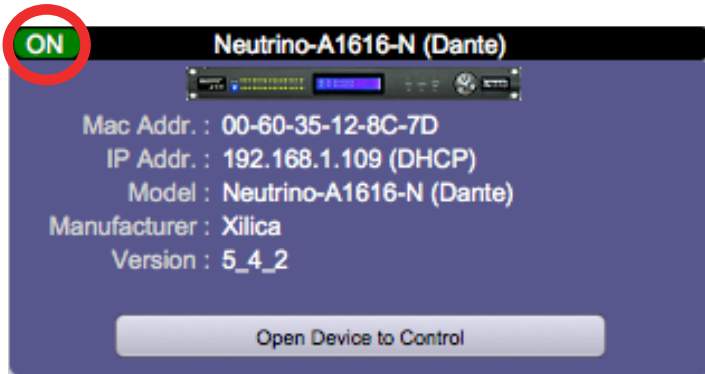 ON
Neutrino-A1616-N (Dante)
Mac Addr. : 00-60-35-12-8C-7D
IP Addr. : 192.168.1.109 (DHCP)
Model : Neutrino-A1616-N (Dante)
Manufacturer : Xilica
Version : 5_4_2
Open Device to Control